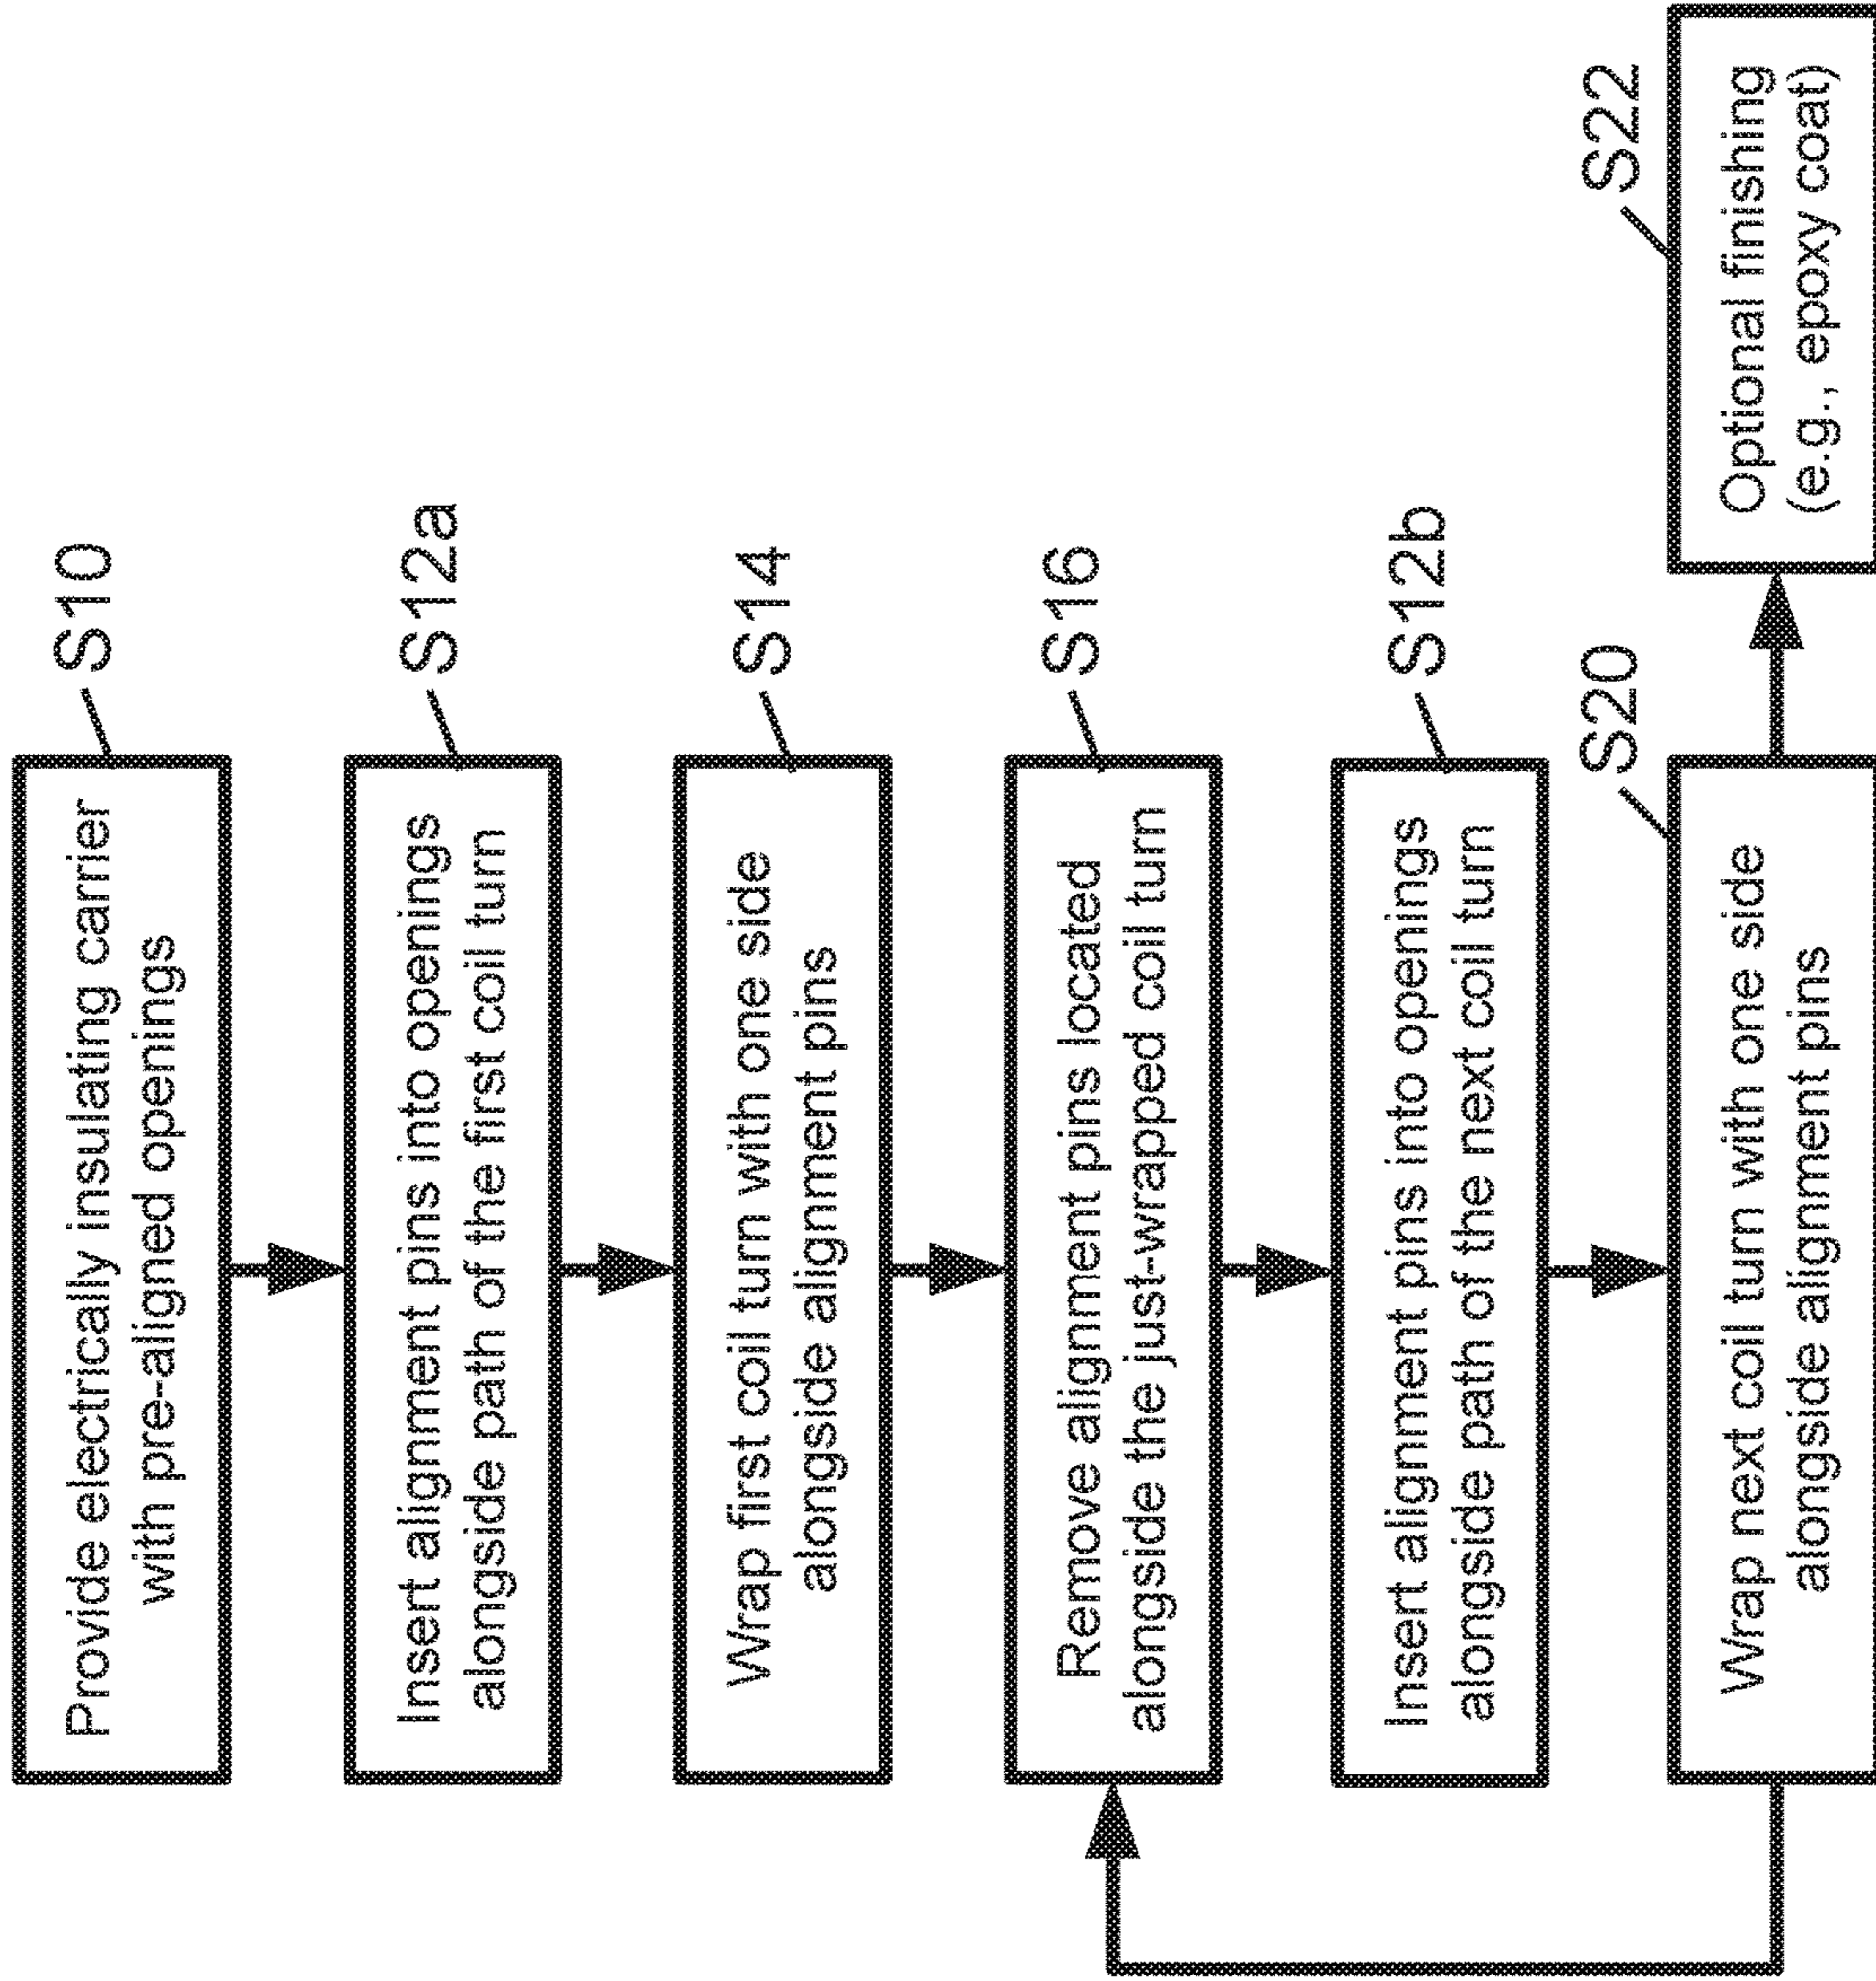 S10
Provide electrically insulating carrier
with pre-aligned openings
S12a
Insert alignment pins into openings
alongside path of the first coil turn
S14
Wrap first coil turn with one side
alongside alignment pins
S16
Remove alignment pins located
alongside the just-wrapped coil turn
S12b
Insert alignment pins into openings
alongside path of the next coil turn
S20
Wrap next coil turn with one side
alongside alignment pins
S22
Optional finishing
(e.g., epoxy coat)